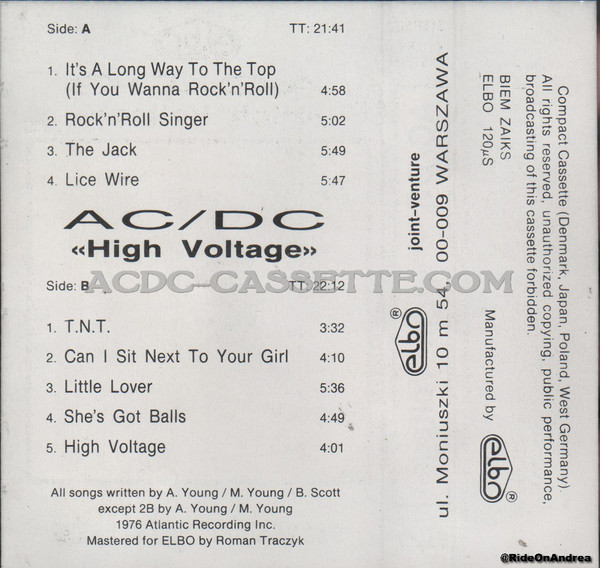 Side: A TT: 21:41
1. It's A Long Way To The Top
(If You Wanna Rock'n'Roll) 4:58
2. Rock'n'Roll Singer 5:02
3. The Jack 5:49
4. Lice Wire 5:47
AC/DC
«High Voltage»
ACDC-CASSETTE.COM
Side: B TT: 22:12
1. T.N.T. 3:32
2. Can I Sit Next To Your Girl 4:10
3. Little Lover 5:36
4. She's Got Balls 4:49
5. High Voltage 4:01
All songs written by A. Young / M. Young / B. Scott
except 2B by A. Young / M. Young
1976 Atlantic Recording Inc.
Mastered for ELBO by Roman Traczyk
joint-venture
elbo®
ul. Moniuszki 10 m 54, 00-009 WARSZAWA
BIEM ZAIKS
ELBO 120µS
Manufactured by elbo®
Compact Cassette (Denmark, Japan, Poland, West Germany).
All rights reserved, unauthorized copying, public performance,
broadcasting of this cassette forbidden.
@RideOnAndrea